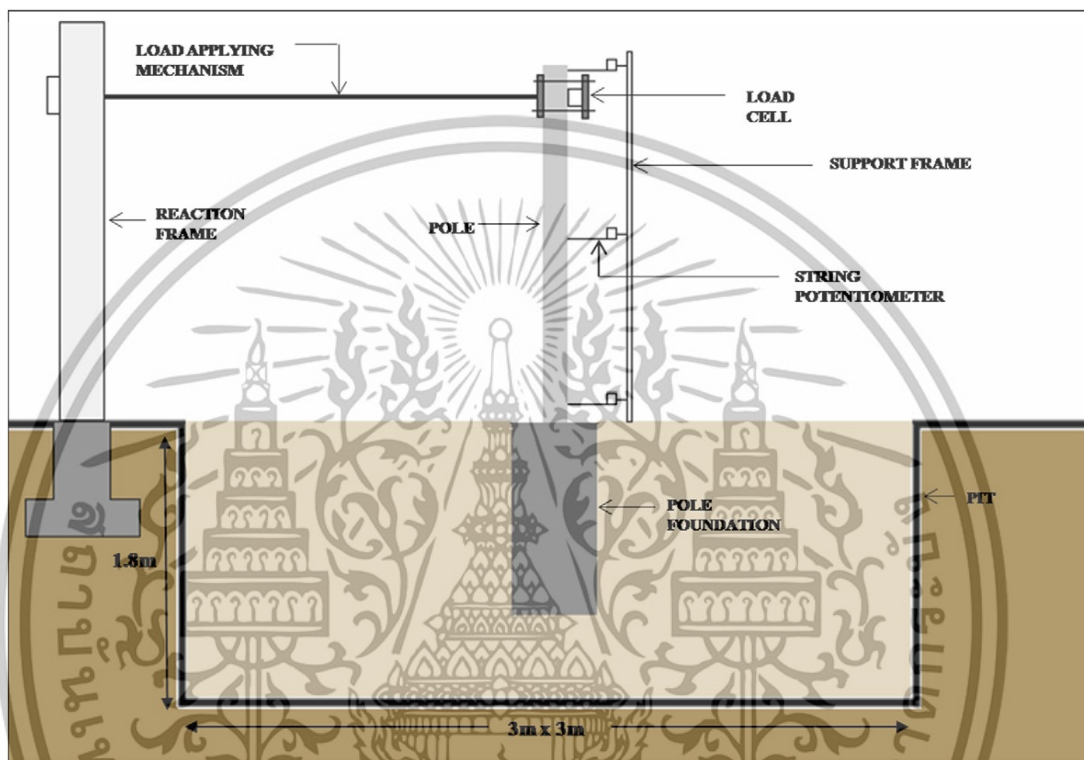 LOAD APPLYING
MECHANISM
LOAD
CELL
SUPPORT FRAME
REACTION
FRAME
POLE
STRING
POTENTIOMETER
POLE
FOUNDATION
PIT
1.8m
3m x 3m